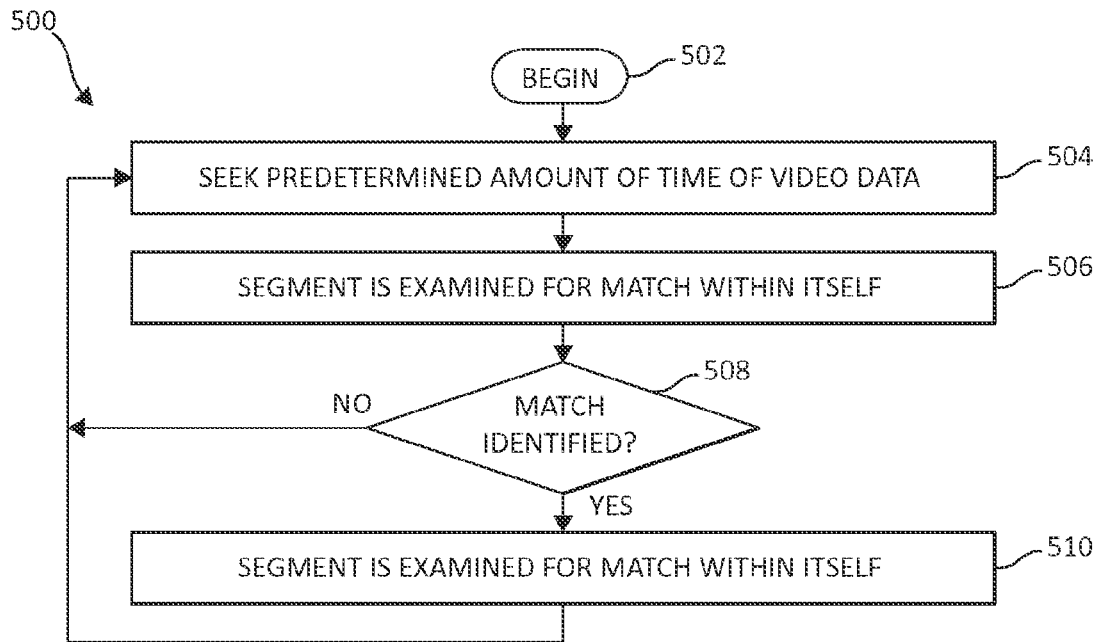 500
BEGIN
502
SEEK PREDETERMINED AMOUNT OF TIME OF VIDEO DATA
504
SEGMENT IS EXAMINED FOR MATCH WITHIN ITSELF
506
508
NO
MATCH
IDENTIFIED?
YES
SEGMENT IS EXAMINED FOR MATCH WITHIN ITSELF
510